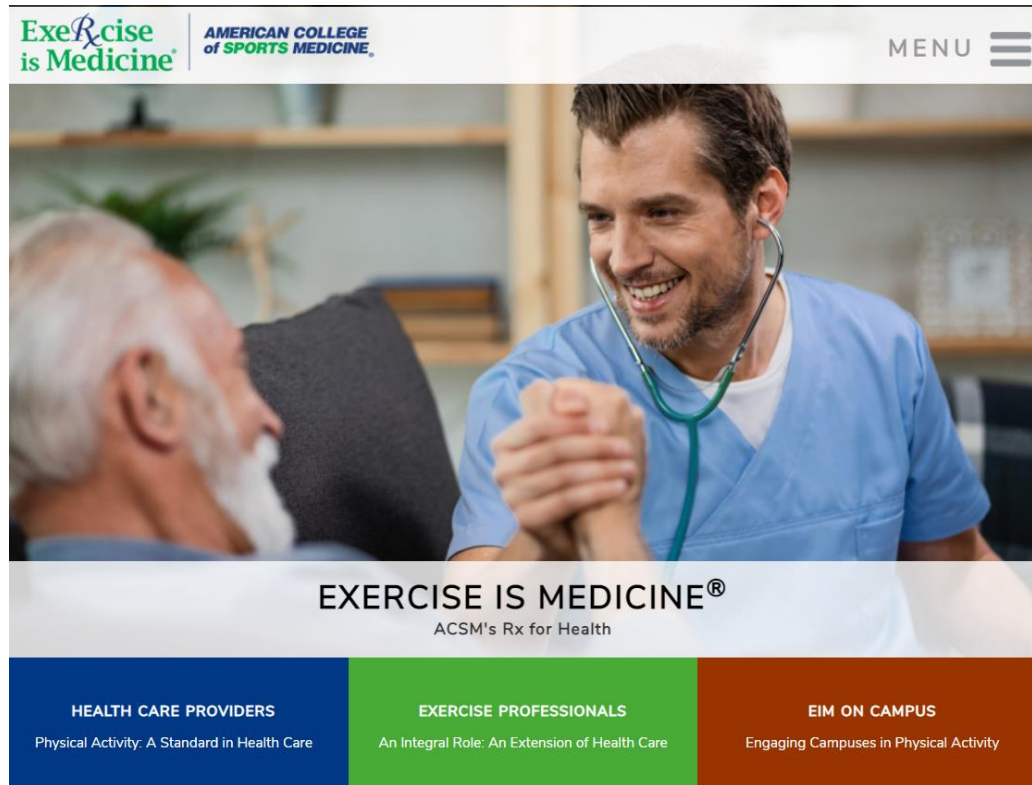 ExeRcise
is Medicine®
AMERICAN COLLEGE
of SPORTS MEDICINE®
MENU
EXERCISE IS MEDICINE®
ACSM's Rx for Health
HEALTH CARE PROVIDERS
Physical Activity: A Standard in Health Care
EXERCISE PROFESSIONALS
An Integral Role: An Extension of Health Care
EIM ON CAMPUS
Engaging Campuses in Physical Activity